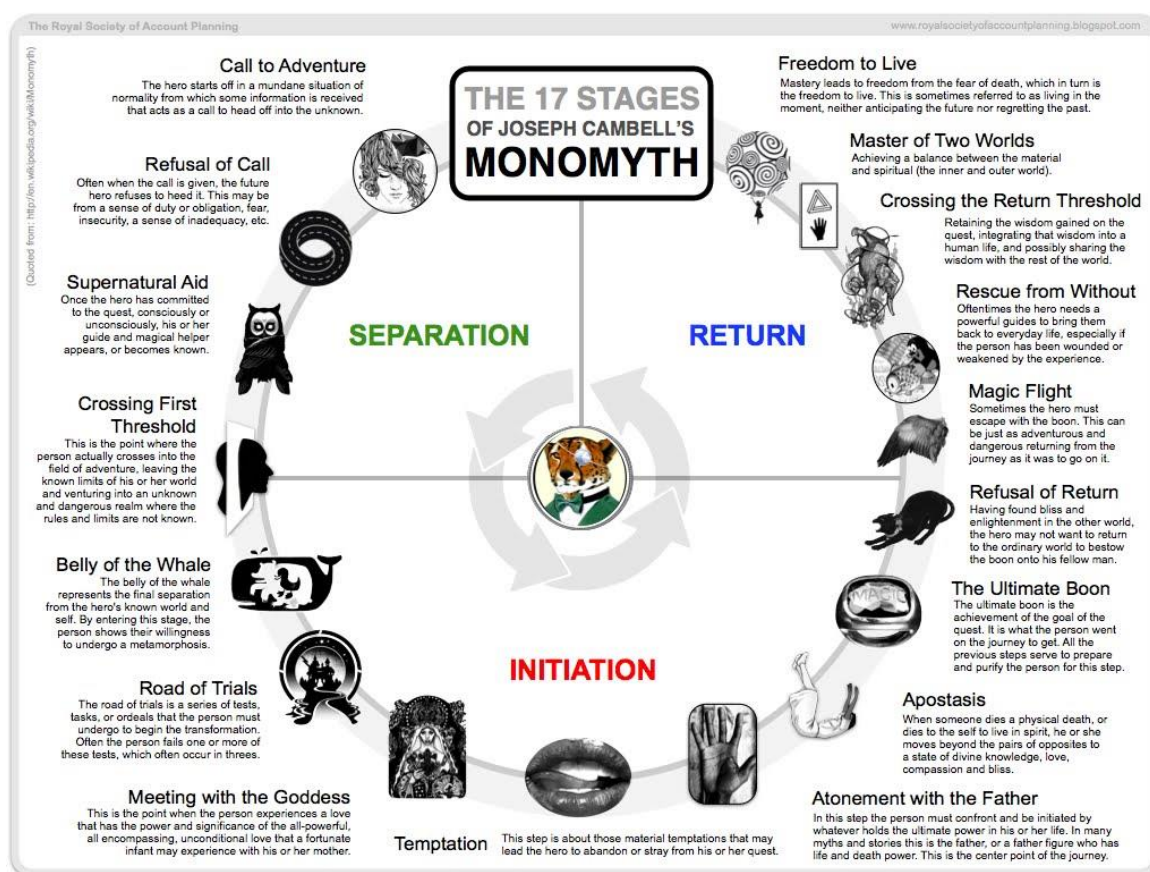 The Royal Society of Account Planning
www.royalsocietyofaccountplanning.blogspot.com
(Quoted from: http://en.wikipedia.org/wiki/Monomyth)
THE 17 STAGES
OF JOSEPH CAMBELL'S
MONOMYTH
Call to Adventure
The hero starts off in a mundane situation of
normality from which some information is received
that acts as a call to head off into the unknown.
Refusal of Call
Often when the call is given, the future
hero refuses to heed it. This may be
from a sense of duty or obligation, fear,
insecurity, a sense of inadequacy, etc.
Supernatural Aid
Once the hero has committed
to the quest, consciously or
unconsciously, his or her
guide and magical helper
appears, or becomes known.
Crossing First
Threshold
This is the point where the
person actually crosses into the
field of adventure, leaving the
known limits of his or her world
and venturing into an unknown
and dangerous realm where the
rules and limits are not known.
Belly of the Whale
The belly of the whale
represents the final separation
from the hero's known world and
self. By entering this stage, the
person shows their willingness
to undergo a metamorphosis.
Road of Trials
The road of trials is a series of tests,
tasks, or ordeals that the person must
undergo to begin the transformation.
Often the person fails one or more of
these tests, which often occur in threes.
Meeting with the Goddess
This is the point when the person experiences a love
that has the power and significance of the all-powerful,
all encompassing, unconditional love that a fortunate
infant may experience with his or her mother.
Temptation
This step is about those material temptations that may
lead the hero to abandon or stray from his or her quest.
SEPARATION
RETURN
INITIATION
Freedom to Live
Mastery leads to freedom from the fear of death, which in turn is
the freedom to live. This is sometimes referred to as living in the
moment, neither anticipating the future nor regretting the past.
Master of Two Worlds
Achieving a balance between the material
and spiritual (the inner and outer world).
Crossing the Return Threshold
Retaining the wisdom gained on the
quest, integrating that wisdom into a
human life, and possibly sharing the
wisdom with the rest of the world.
Rescue from Without
Oftentimes the hero needs a
powerful guides to bring them
back to everyday life, especially if
the person has been wounded or
weakened by the experience.
Magic Flight
Sometimes the hero must
escape with the boon. This can
be just as adventurous and
dangerous returning from the
journey as it was to go on it.
Refusal of Return
Having found bliss and
enlightenment in the other world,
the hero may not want to return
to the ordinary world to bestow
the boon onto his fellow man.
MAGIC
The Ultimate Boon
The ultimate boon is the
achievement of the goal of the
quest. It is what the person went
on the journey to get. All the
previous steps serve to prepare
and purify the person for this step.
Apostasis
When someone dies a physical death, or
dies to the self to live in spirit, he or she
moves beyond the pairs of opposites to
a state of divine knowledge, love,
compassion and bliss.
Atonement with the Father
In this step the person must confront and be initiated by
whatever holds the ultimate power in his or her life. In many
myths and stories this is the father, or a father figure who has
life and death power. This is the center point of the journey.